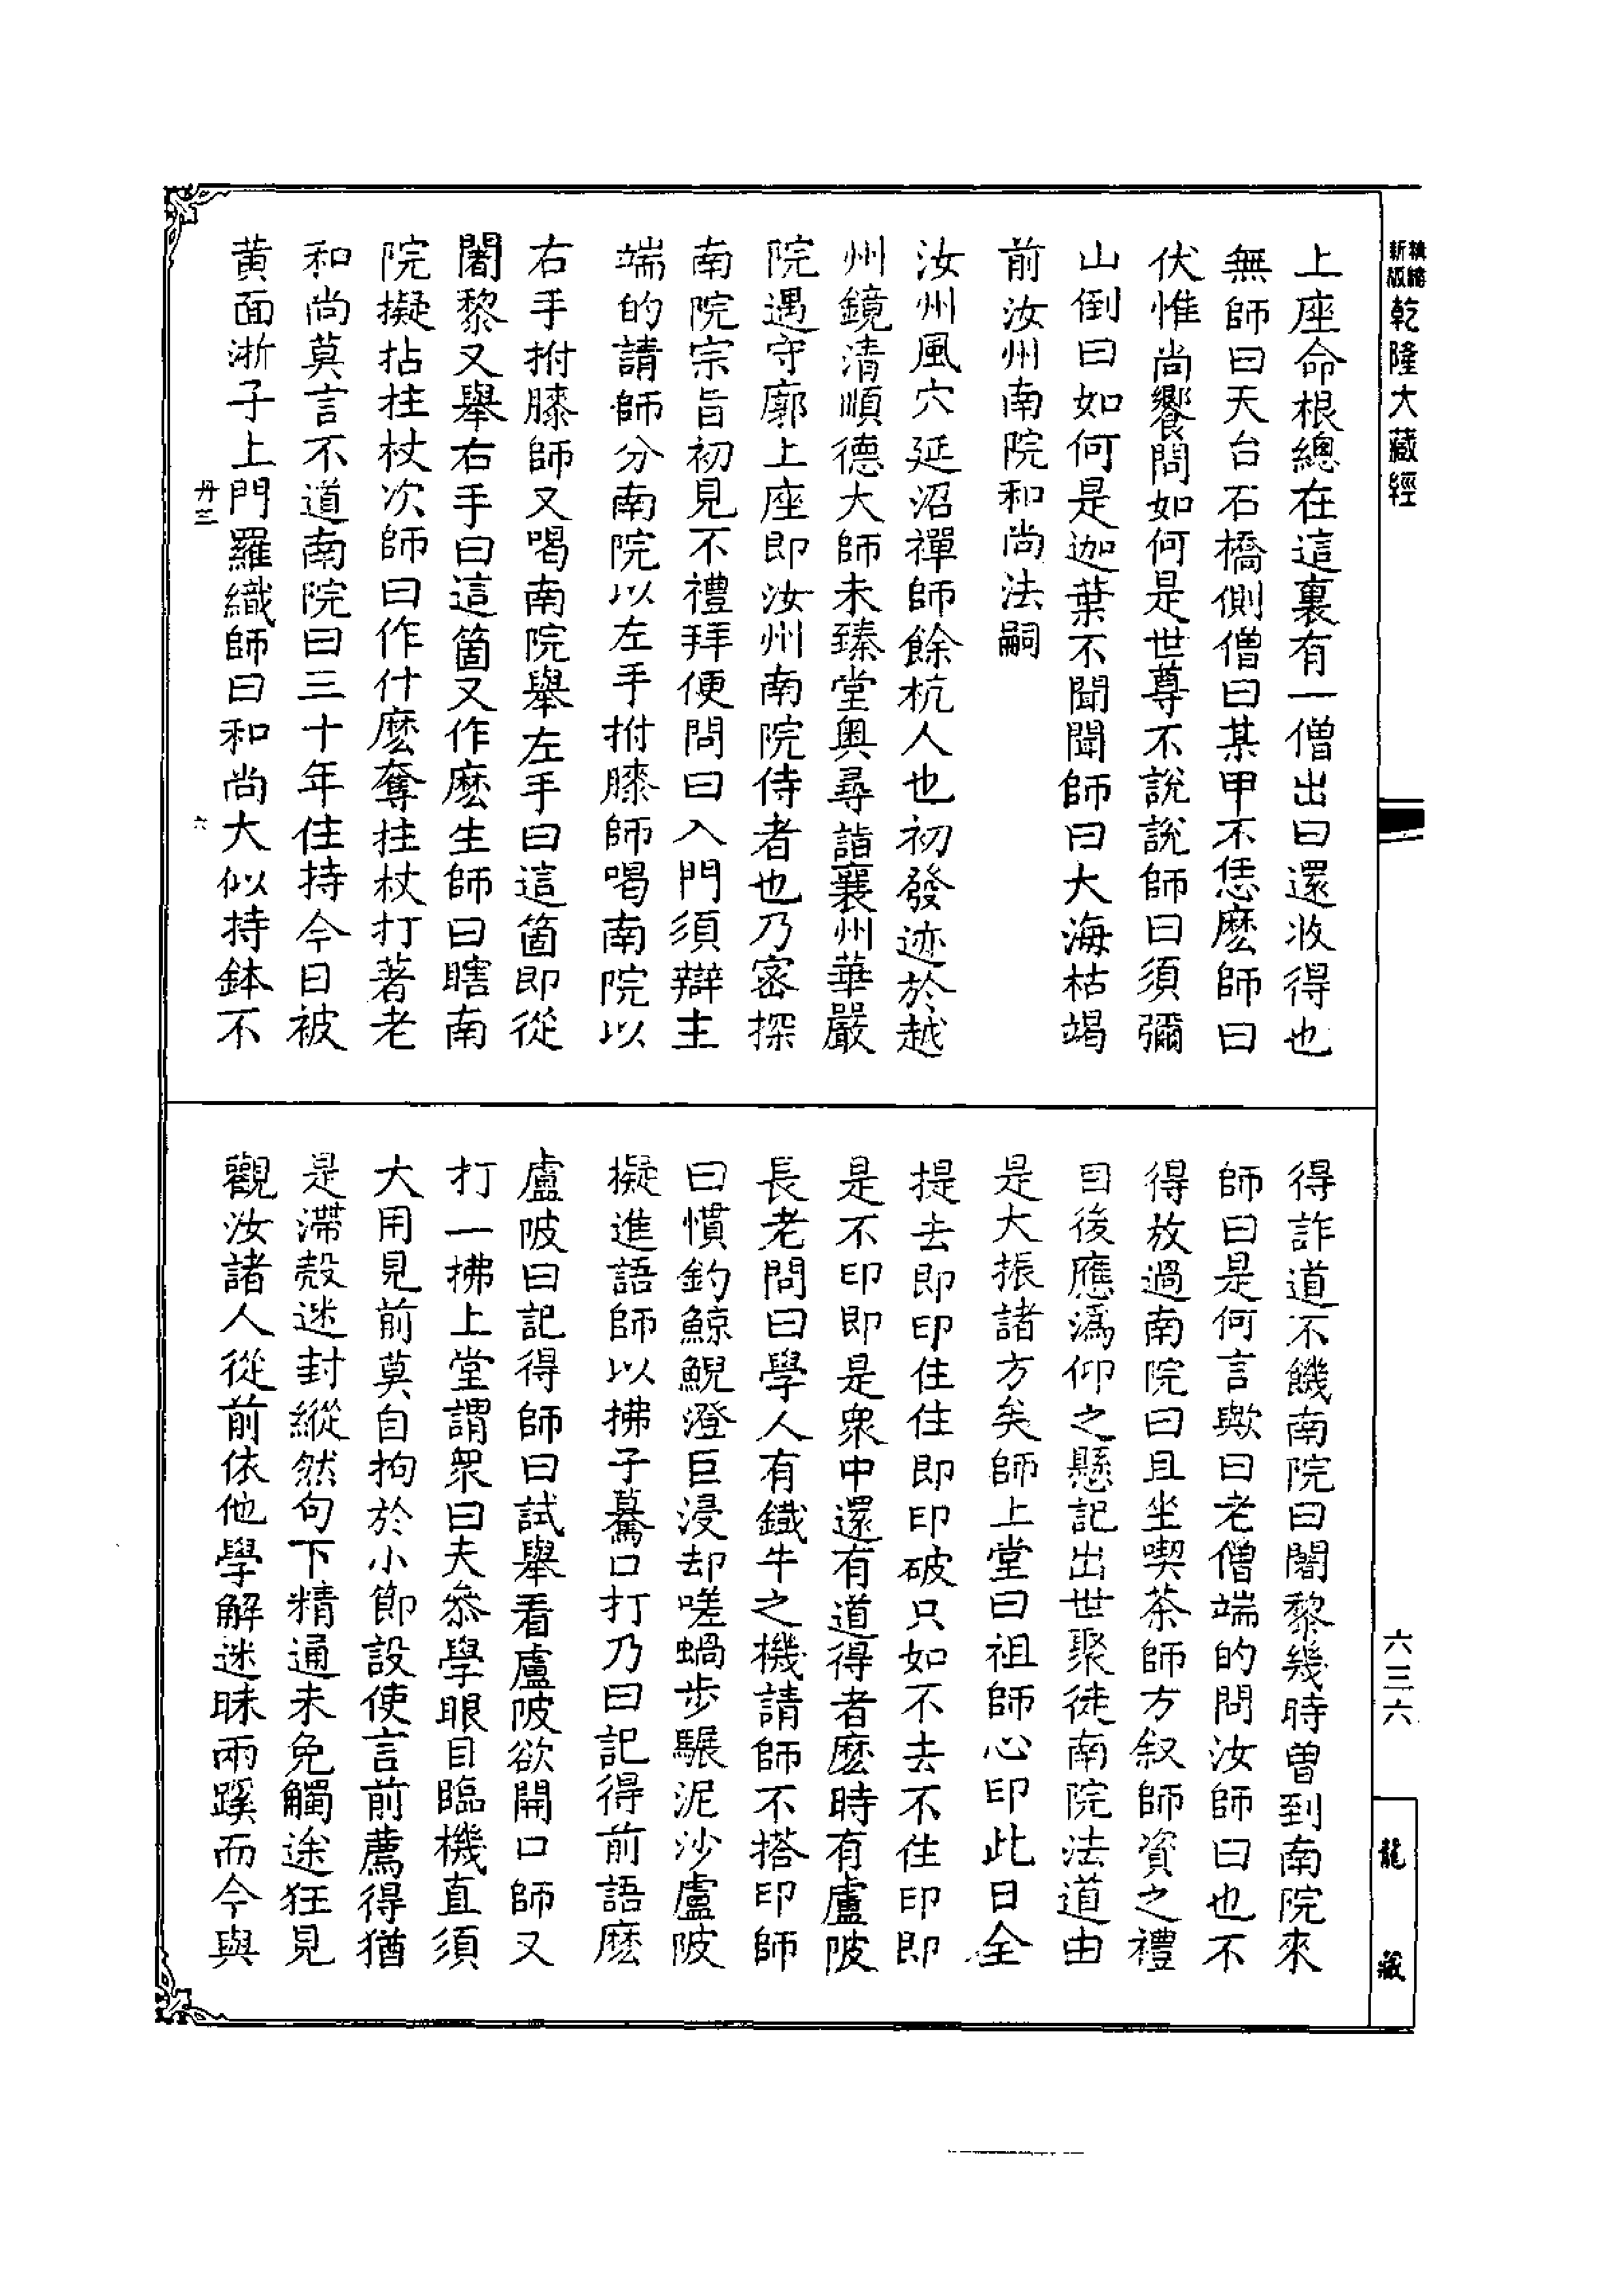 新編縮版乾隆大藏經
上座命根總在這裏有一僧出曰還收得也
無師曰天台石橋側僧曰某甲不恁麽師曰
伏惟尚饗問如何是世尊不說說師曰須彌
山倒曰如何是迦葉不聞聞師曰大海枯竭
前汝州南院和尚法嗣
汝州風穴延沼禪師餘杭人也初發迹於越
州鏡清順德大師未臻堂奧尋詣襄州華嚴
院遇守廓上座即汝州南院侍者也乃密探
南院宗旨初見不禮拜便問曰入門須辯主
端的請師分南院以左手拊膝師喝南院以
右手拊膝師又喝南院舉左手曰這箇即從
闍黎又舉右手曰這箇又作麽生師曰瞎南
院擬拈拄杖次師曰作什麽奪拄杖打著老
和尚莫言不道南院曰三十年住持今日被
黄面浙子上門羅織師曰和尚大似持鉢不
丹三
六
得詐道不饑南院曰闍黎幾時曾到南院來
師曰是何言歟曰老僧端的問汝師曰也不
得放過南院曰且坐喫茶師方叙師資之禮
自後應潙仰之懸記出世聚徒南院法道由
是大振諸方矣師上堂曰祖師心印此日全
提去即印住住即印破只如不去不住印即
是不印即是衆中還有道得者麽時有盧陂
長老問曰學人有鐵牛之機請師不搭印師
曰慣釣鯨鯢澄巨浸却嗟蝸步驟泥沙盧陂
擬進語師以拂子驀口打乃曰記得前語麽
盧陂曰記得師曰試舉看盧陂欲開口師又
打一拂上堂謂衆曰夫叅學眼目臨機直須
大用見前莫自拘於小節設使言前薦得猶
是滯殻迷封縱然句下精通未免觸途狂見
觀汝諸人從前依他學解迷昧兩蹊而今與
六三六
龍藏